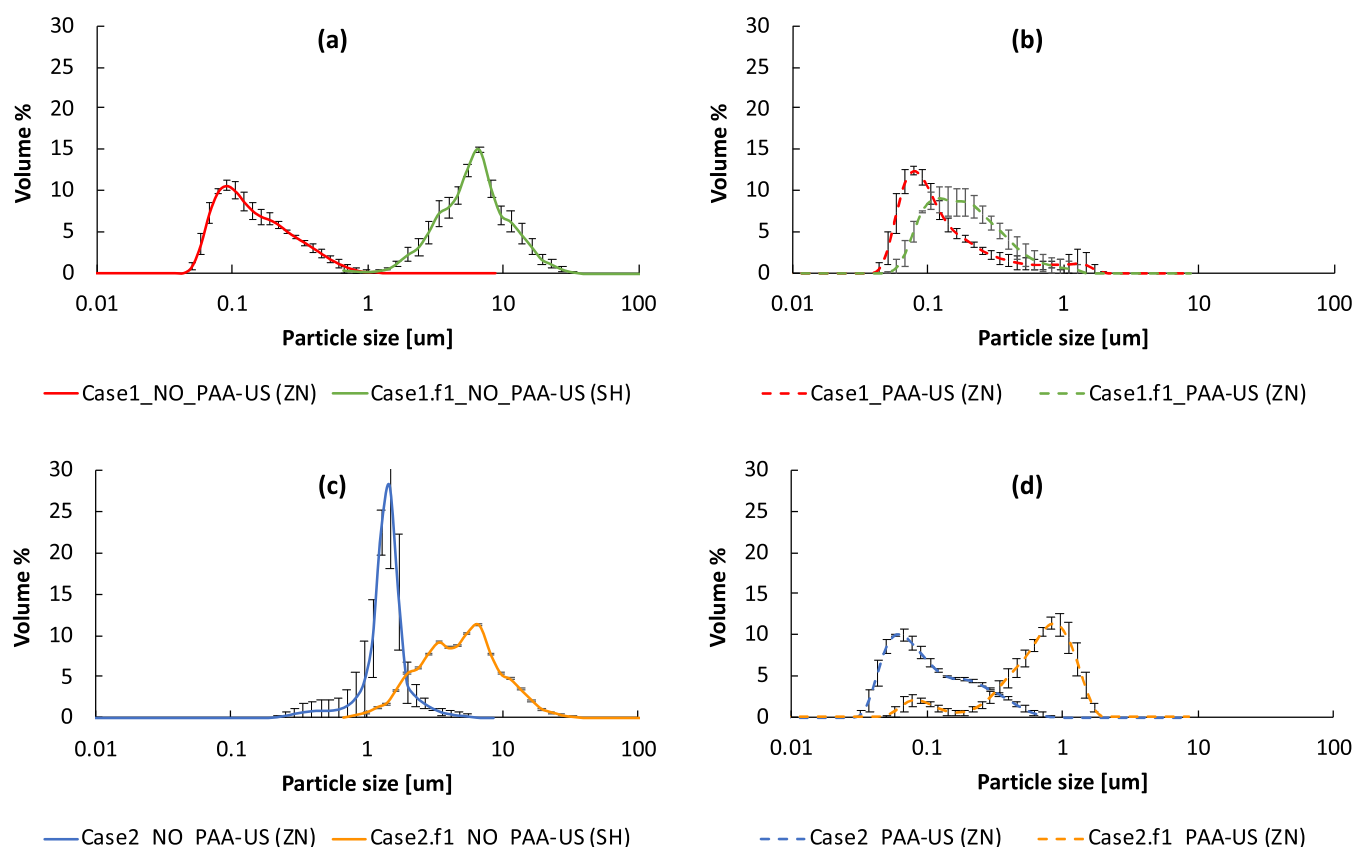 (a)
Volume %
30
25
20
15
10
5
0
0.01 0.1 1 10 100
Particle size [um]
Case1_NO_PAA-US (ZN) Case1.f1_NO_PAA-US (SH)
(b)
Volume %
30
25
20
15
10
5
0
0.01 0.1 1 10 100
Particle size [um]
Case1_PAA-US (ZN) Case1.f1_PAA-US (ZN)
(c)
Volume %
30
25
20
15
10
5
0
0.01 0.1 1 10 100
Particle size [um]
Case2 NO PAA-US (ZN) Case2.f1 NO PAA-US (SH)
(d)
Volume %
30
25
20
15
10
5
0
0.01 0.1 1 10 100
Particle size [um]
Case2 PAA-US (ZN) Case2.f1 PAA-US (ZN)